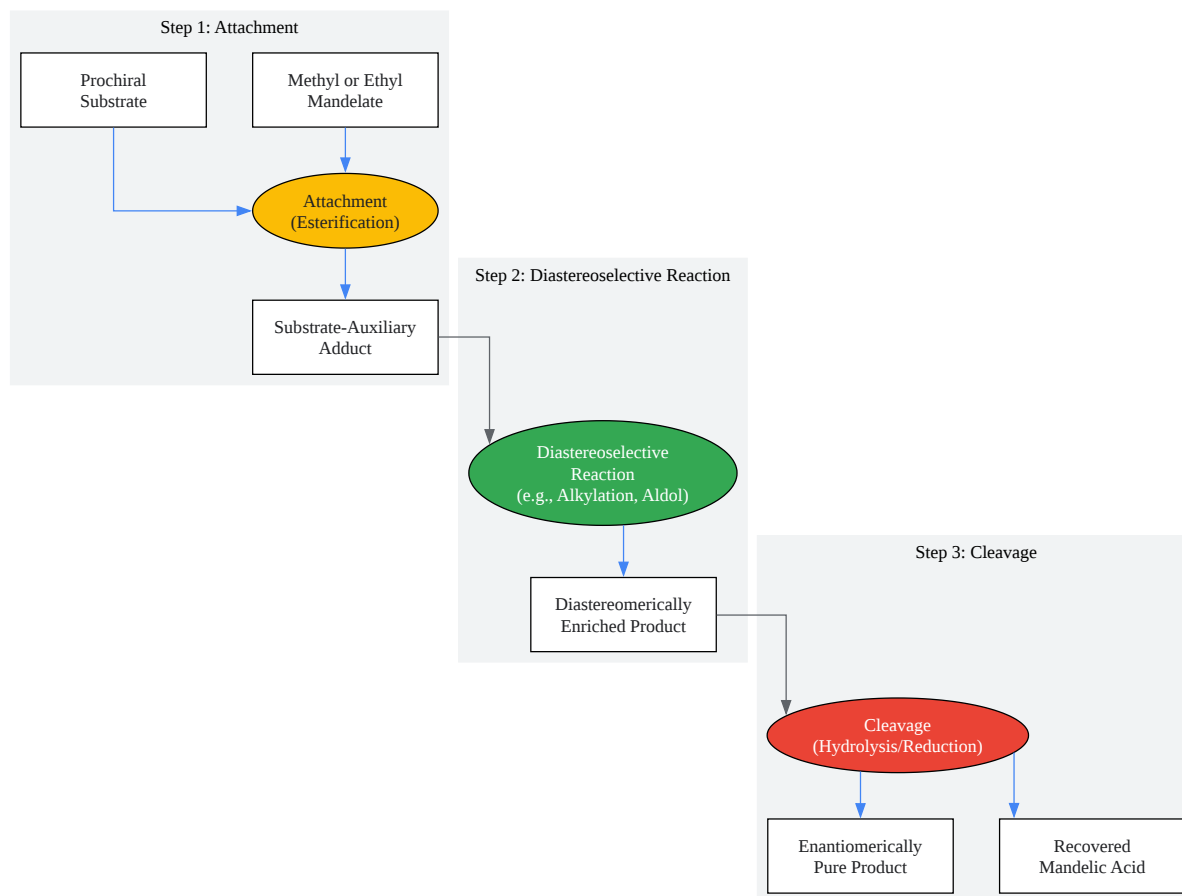 Step 1: Attachment
Prochiral
Substrate
Methyl or Ethyl
Mandelate
Attachment
(Esterification)
Substrate-Auxiliary
Adduct
Step 2: Diastereoselective Reaction
Diastereoselective
Reaction
(e.g., Alkylation, Aldol)
Diastereomerically
Enriched Product
Step 3: Cleavage
Cleavage
(Hydrolysis/Reduction)
Enantiomerically
Pure Product
Recovered
Mandelic Acid